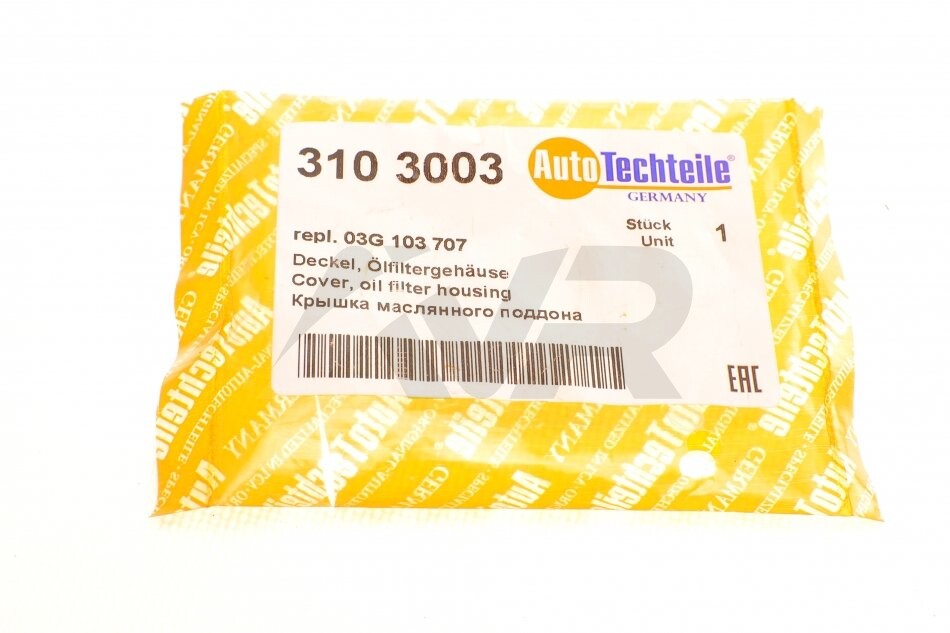 310 3003
AutoTechteile®
GERMANY
Stück
Unit 1
repl. 03G 103 707
Deckel, Ölfiltergehäuse
Cover, oil filter housing
Крышка маслянного поддона
EAC
AVR